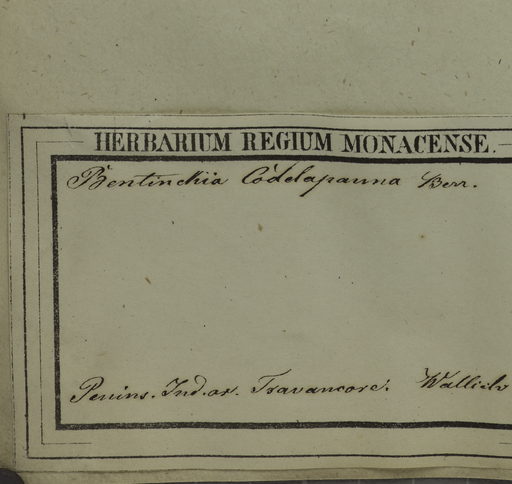 HERBARIUM REGIUM MONACENSE.
Bentinckia Coddapanna Berr.
Penins. Ind. or. Travancore. Wallich